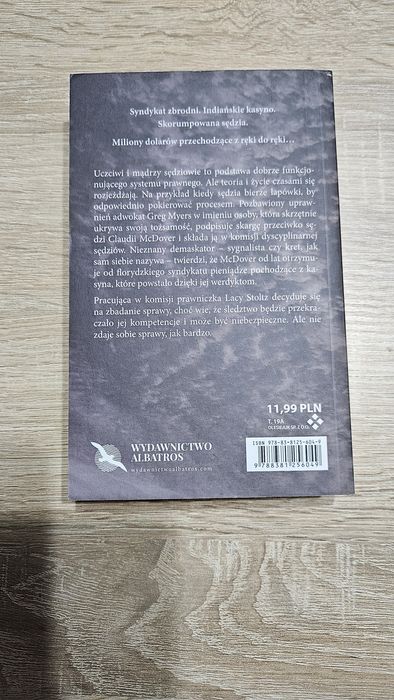 Syndykat zbrodni. Indiańskie kasyno.
Skorumpowana sędzia.
Miliony dolarów przechodzące z ręki do ręki…
Uczciwi i mądrzy sędziowie to podstawa dobrze funkcjo-
nującego systemu prawnego. Ale teoria i życie czasami się
rozjeżdżają. Na przykład kiedy sędzia bierze łapówki, by
odpowiednio pokierować procesem. Pozbawiony upraw-
nień adwokat Greg Myers w imieniu osoby, która skrzętnie
ukrywa swoją tożsamość, podpisuje skargę przeciwko sę-
dzi Claudii McDover i składa ją w komisji dyscyplinarnej
sędziów. Nieznany demaskator – sygnalista czy kret, jak
sam siebie nazywa – twierdzi, że McDover od lat otrzymu-
je od florydzkiego syndykatu pieniądze pochodzące z ka-
syna, które powstało dzięki jej werdyktom.
Pracująca w komisji prawniczka Lacy Stoltz decyduje się
na zbadanie sprawy, choć wie, że śledztwo będzie przekra-
czało jej kompetencje i może być niebezpieczne. Ale nie
zdaje sobie sprawy, jak bardzo.
11,99 PLN
T. 19A
OLESIEJUK SP. Z O.O.
ISBN 978-83-8125-604-9
9 788381 256049
WYDAWNICTWO
ALBATROS
wydawnictwoalbatros.com